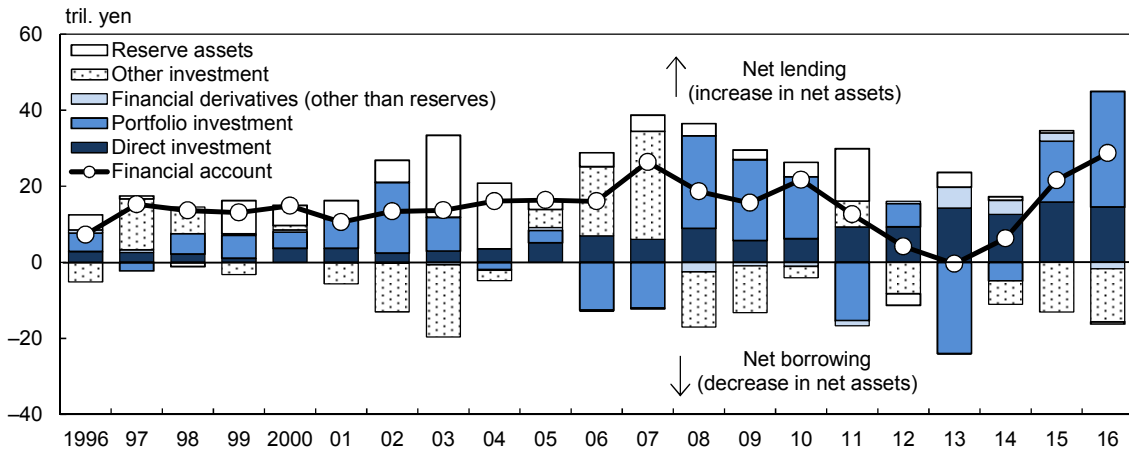 tril. yen
60
40
20
0
–20
–40
Reserve assets
Other investment
Financial derivatives (other than reserves)
Portfolio investment
Direct investment
Financial account
Net lending
(increase in net assets)
Net borrowing
(decrease in net assets)
1996 97 98 99 2000 01 02 03 04 05 06 07 08 09 10 11 12 13 14 15 16